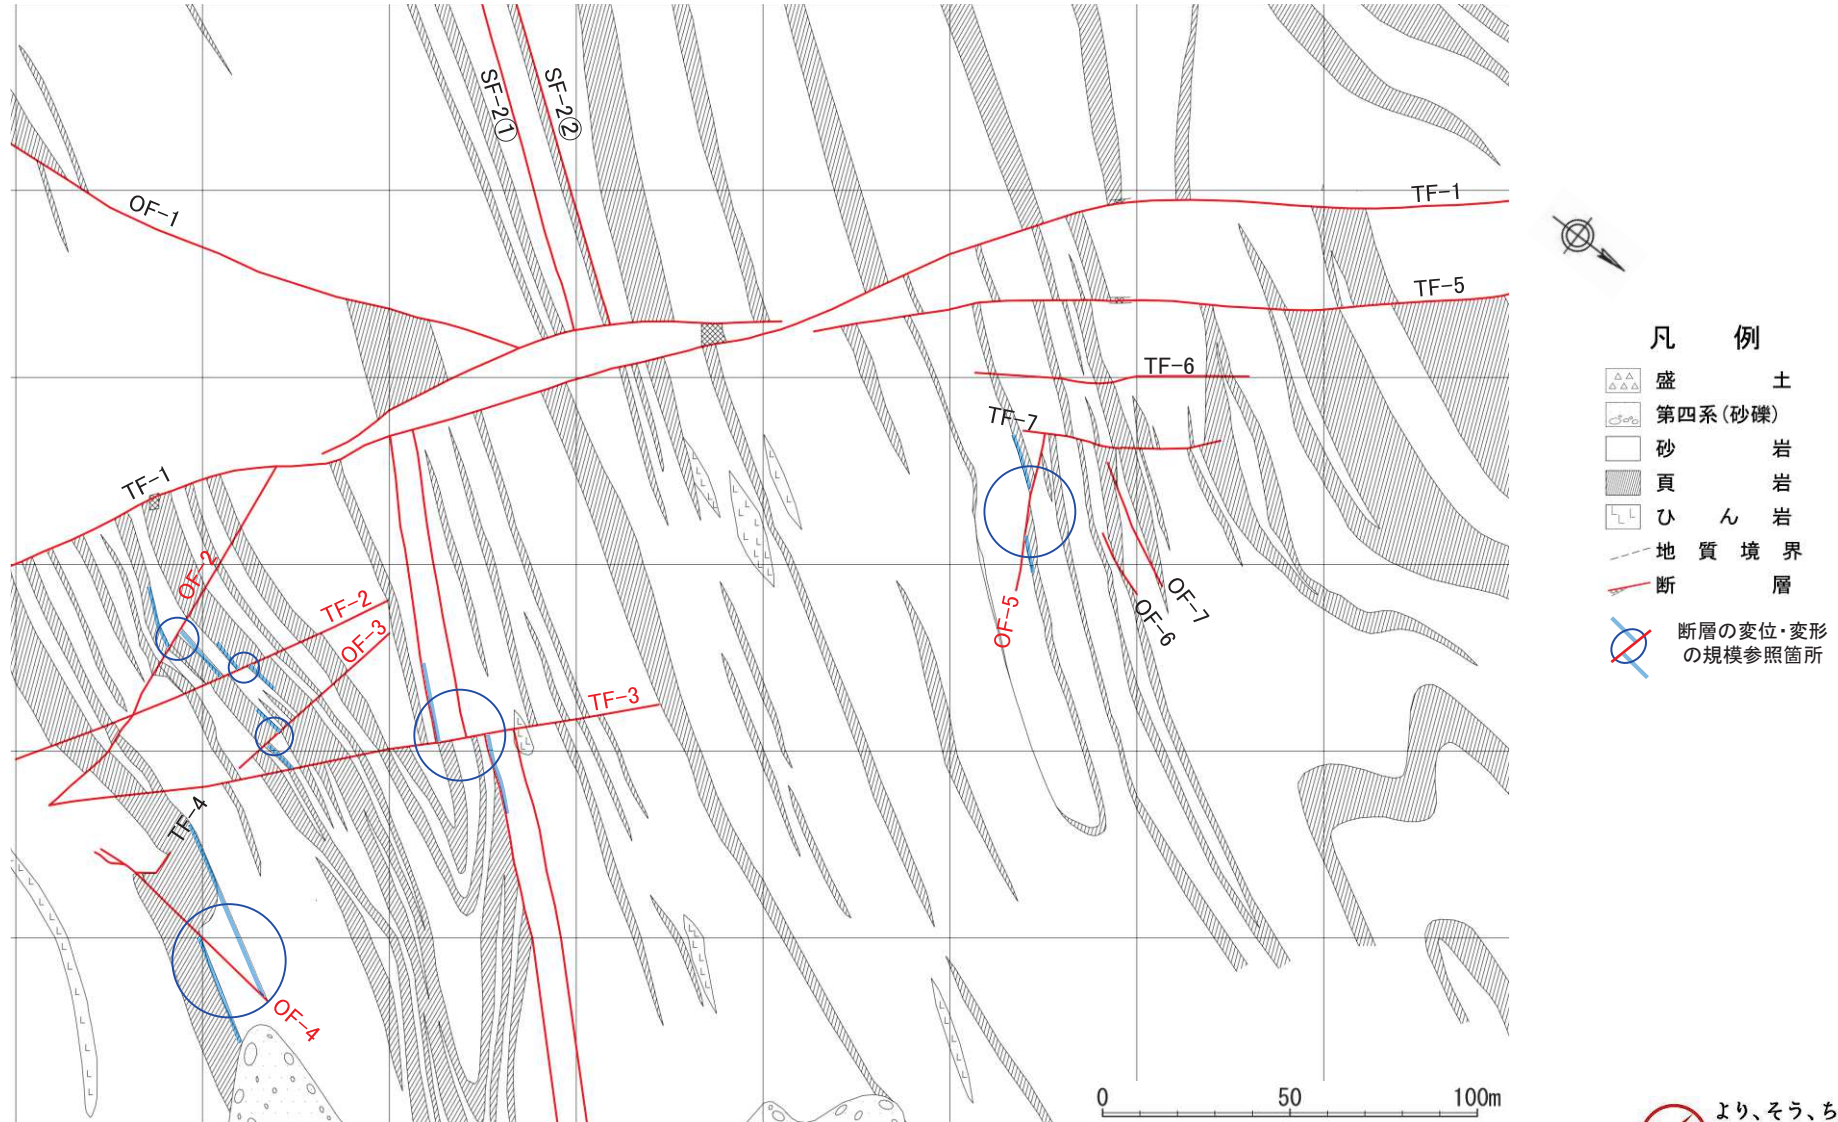 SF-2①
SF-2②
OF-1
TF-1
TF-5
TF-6
TF-7
TF-1
OF-2
TF-2
OF-3
TF-3
OF-5
OF-6
OF-7
TF-4
OF-4
凡 例
盛 土
第四系(砂礫)
砂 岩
頁 岩
ひ ん 岩
地 質 境 界
断 層
断層の変位・変形
の規模参照箇所
0 50 100m
より、そう、ち